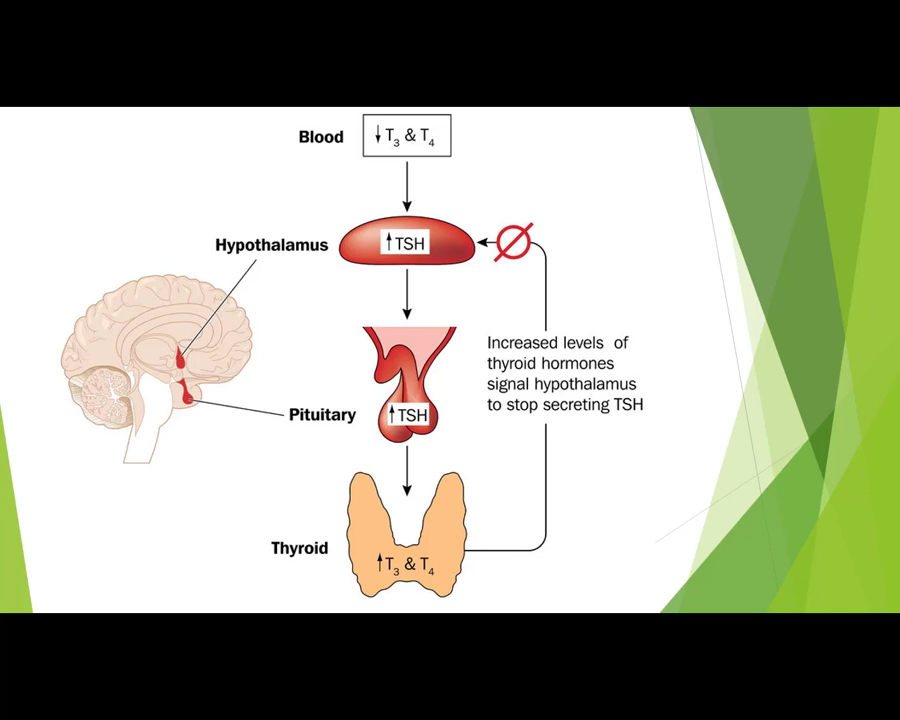 Blood
↓T3 & T4
Hypothalamus
↑TSH
Increased levels of
thyroid hormones
signal hypothalamus
to stop secreting TSH
Pituitary
↑TSH
Thyroid
↑T3 & T4